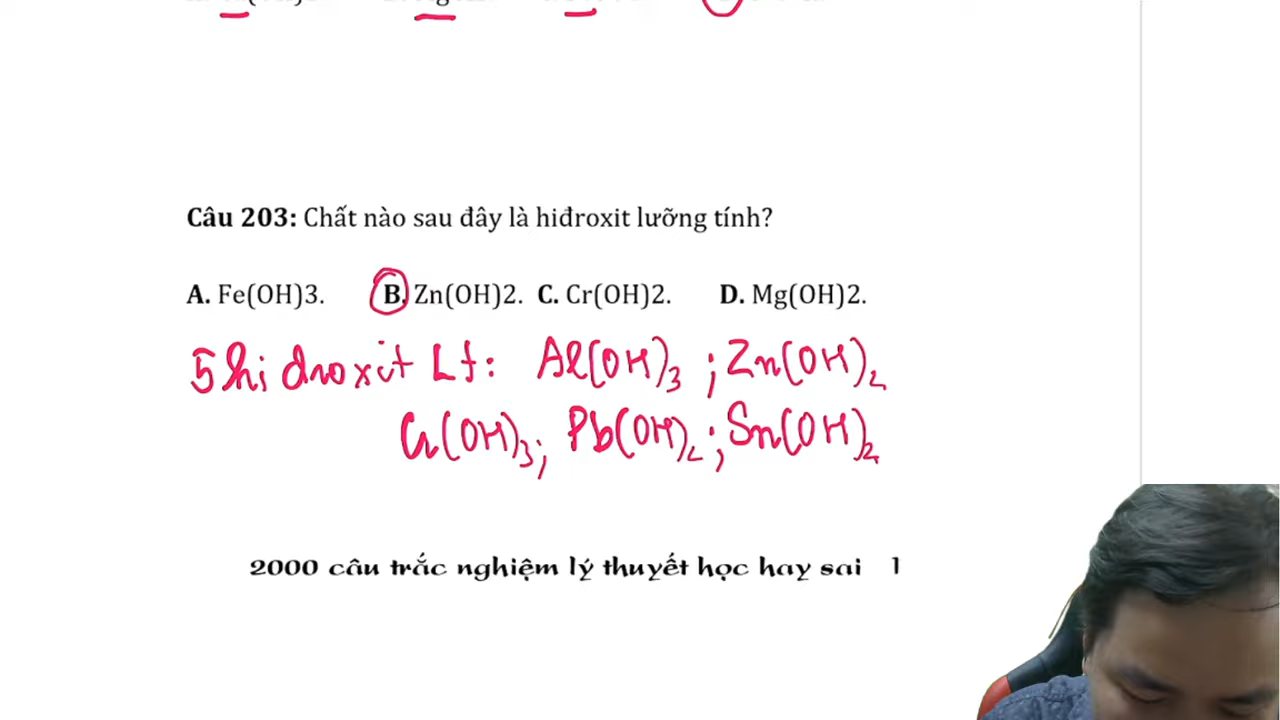 Câu 203: Chất nào sau đây là hiđroxit lưỡng tính?
A. Fe(OH)3. B. Zn(OH)2. C. Cr(OH)2. D. Mg(OH)2.
5 hi đroxit Lt: Al(OH)3 ; Zn(OH)2
Cr(OH)3; Pb(OH)2; Sn(OH)2
2000 câu trắc nghiệm lý thuyết học hay sai 1